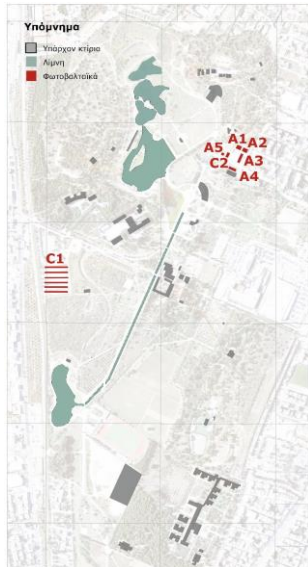 Υπόμνημα
Υπάρχον κτίριο
Λίμνη
Φωτοβολταϊκά
A1
A2
A5
A3
C2
A4
C1